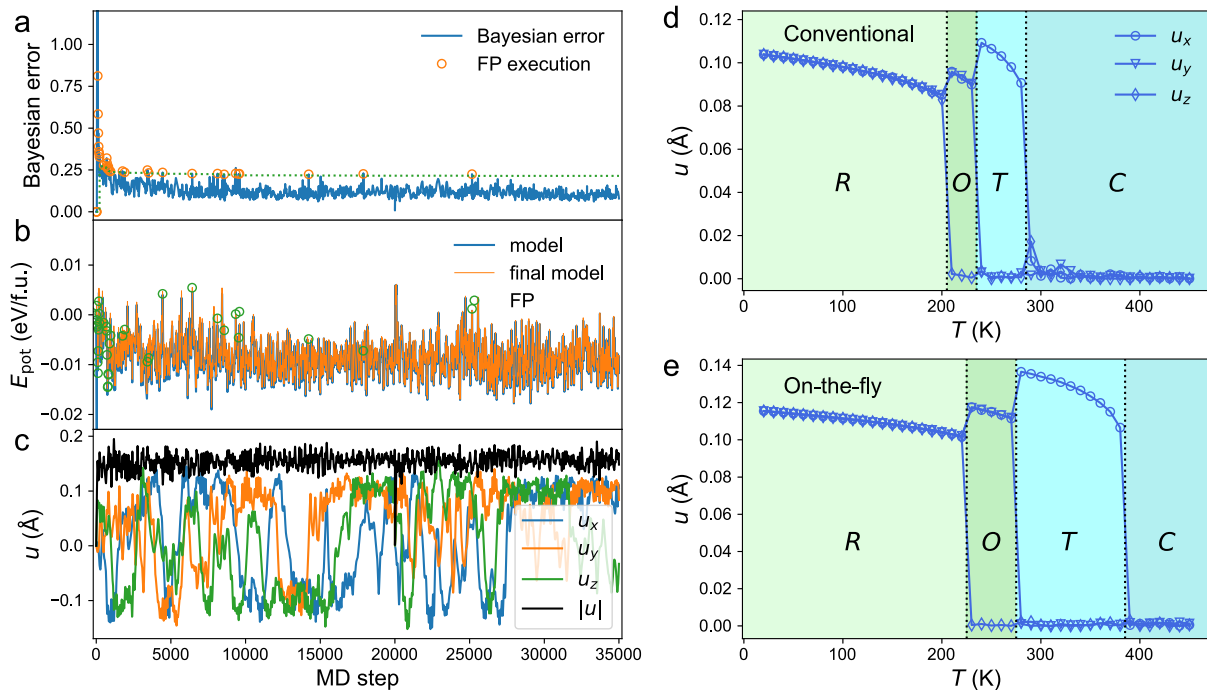 a
Bayesian error
1.00
0.75
0.50
0.25
0.00
Bayesian error
FP execution
b
E_pot (eV/f.u.)
0.01
0.00
−0.01
−0.02
model
final model
FP
c
u (Å)
0.2
0.1
0.0
−0.1
u_x
u_y
u_z
|u|
0 5000 10000 15000 20000 25000 30000 35000
MD step
d
u (Å)
0.12
0.10
0.08
0.06
0.04
0.02
0.00
Conventional
u_x
u_y
u_z
R O T C
0 100 200 300 400
T (K)
e
u (Å)
0.14
0.12
0.10
0.08
0.06
0.04
0.02
0.00
On-the-fly
R O T C
0 100 200 300 400
T (K)